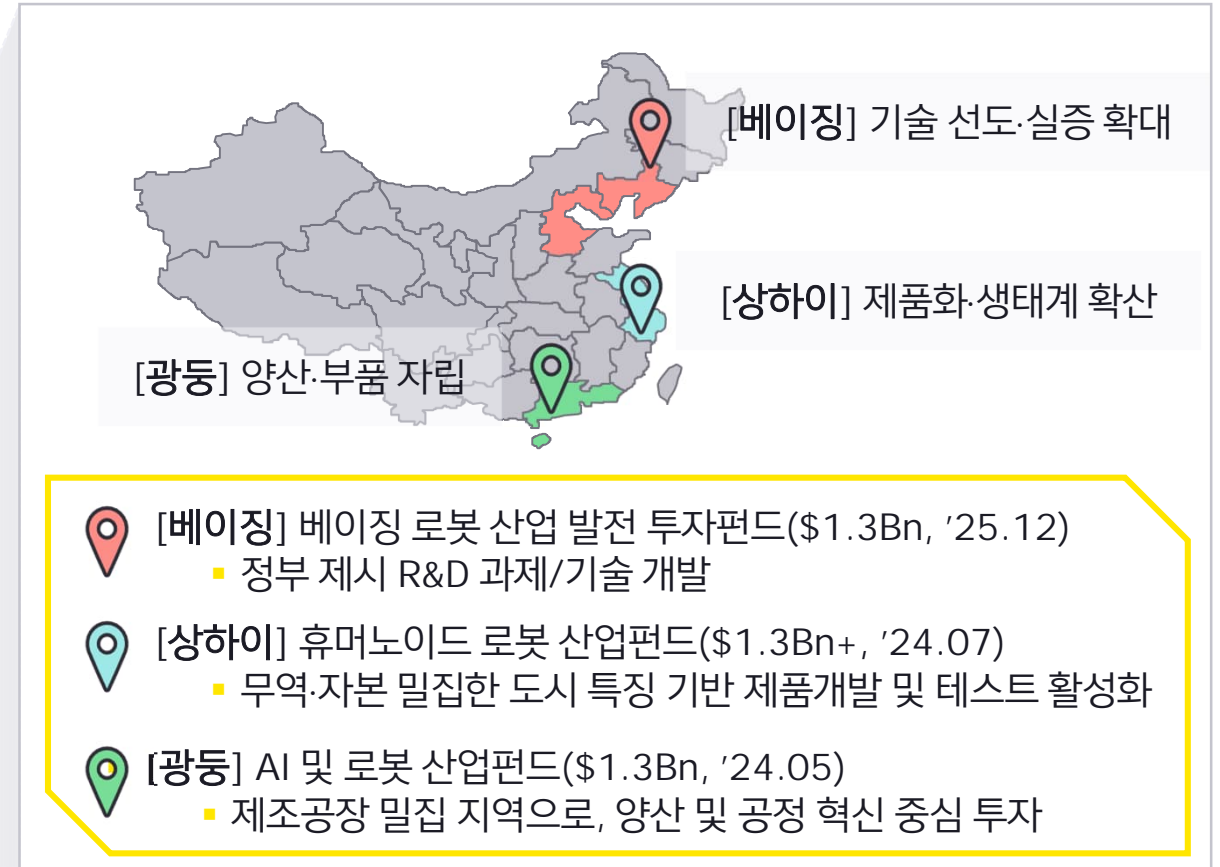 [베이징] 기술 선도·실증 확대
[상하이] 제품화·생태계 확산
[광둥] 양산·부품 자립
[베이징] 베이징 로봇 산업 발전 투자펀드($1.3Bn, ’25.12)
▪ 정부 제시 R&D 과제/기술 개발
[상하이] 휴머노이드 로봇 산업펀드($1.3Bn+, ’24.07)
▪ 무역·자본 밀집한 도시 특징 기반 제품개발 및 테스트 활성화
[광둥] AI 및 로봇 산업펀드($1.3Bn, ’24.05)
▪ 제조공장 밀집 지역으로, 양산 및 공정 혁신 중심 투자